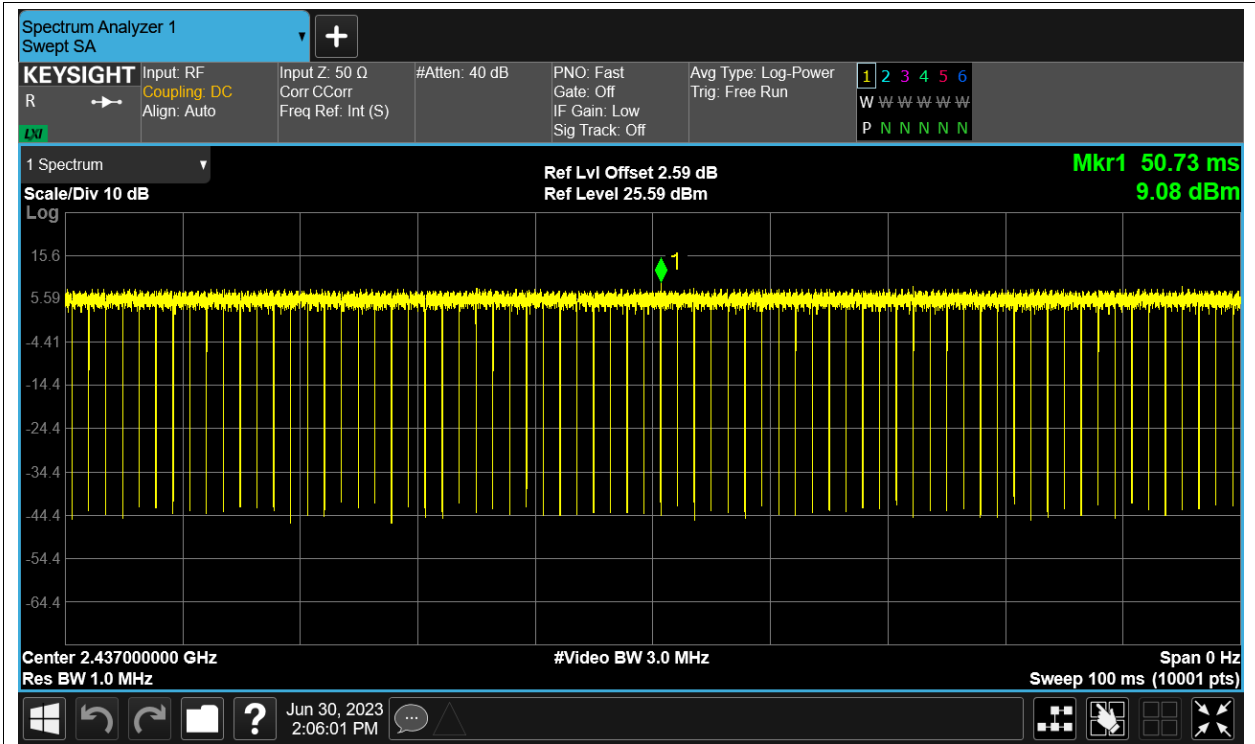 Spectrum Analyzer 1
Swept SA
KEYSIGHT
R
LXI
Input: RF
Coupling: DC
Align: Auto
Input Z: 50 Ω
Corr CCorr
Freq Ref: Int (S)
#Atten: 40 dB
PNO: Fast
Gate: Off
IF Gain: Low
Sig Track: Off
Avg Type: Log-Power
Trig: Free Run
1 2 3 4 5 6
W W W W W W
P N N N N N
1 Spectrum
Scale/Div 10 dB
Log
Ref Lvl Offset 2.59 dB
Ref Level 25.59 dBm
Mkr1 50.73 ms
9.08 dBm
1
15.6
5.59
-4.41
-14.4
-24.4
-34.4
-44.4
-54.4
-64.4
Center 2.437000000 GHz
#Video BW 3.0 MHz
Span 0 Hz
Res BW 1.0 MHz
Sweep 100 ms (10001 pts)
?
Jun 30, 2023
2:06:01 PM